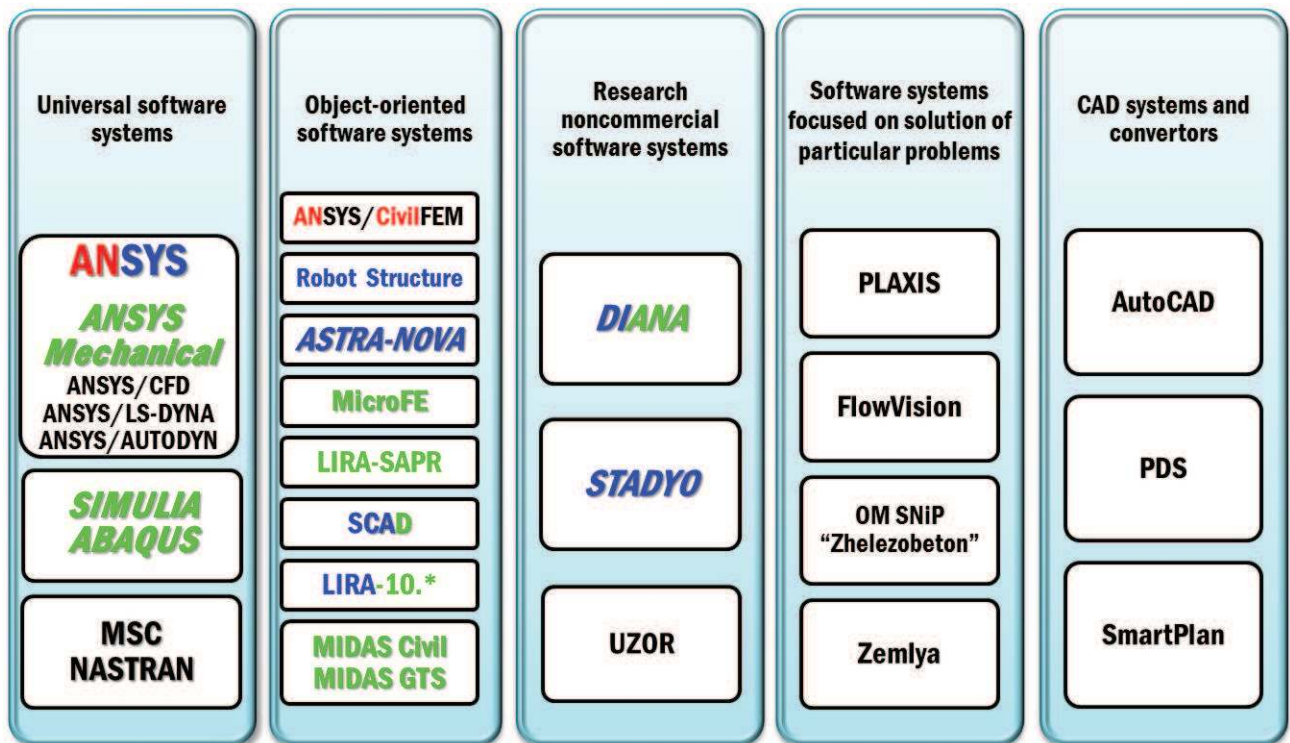 Universal software
systems
ANSYS
ANSYS
Mechanical
ANSYS/CFD
ANSYS/LS-DYNA
ANSYS/AUTODYN
SIMULIA
ABAQUS
MSC
NASTRAN
Object-oriented
software systems
ANSYS/CivilFEM
Robot Structure
ASTRA-NOVA
MicroFE
LIRA-SAPR
SCAD
LIRA-10.*
MIDAS Civil
MIDAS GTS
Research
noncommercial
software systems
DIANA
STADYO
UZOR
Software systems
focused on solution of
particular problems
PLAXIS
FlowVision
OM SNiP
“Zhelezobeton”
Zemlya
CAD systems and
convertors
AutoCAD
PDS
SmartPlan